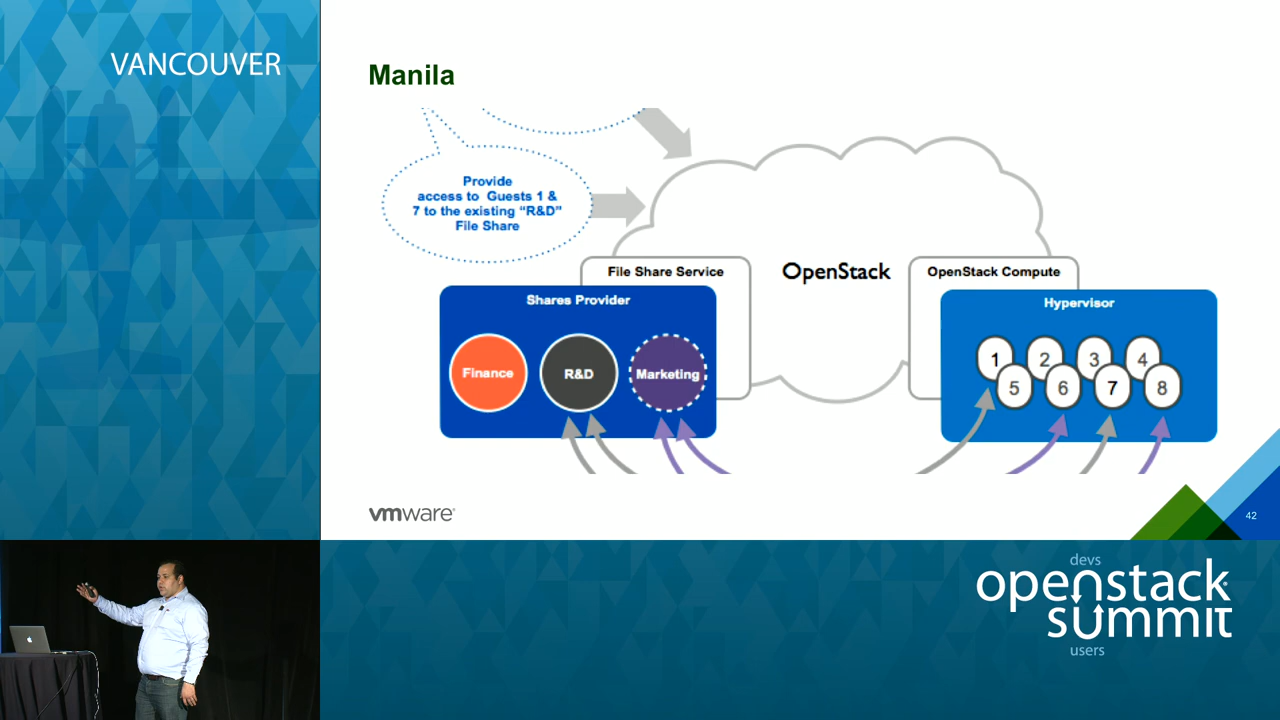 VANCOUVER
Manila
Provide
access to Guests 1 &
7 to the existing “R&D”
File Share
File Share Service
OpenStack
OpenStack Compute
Shares Provider
Hypervisor
Finance
R&D
Marketing
1
2
3
4
5
6
7
8
vmware
42
devs
openstack
summit
users